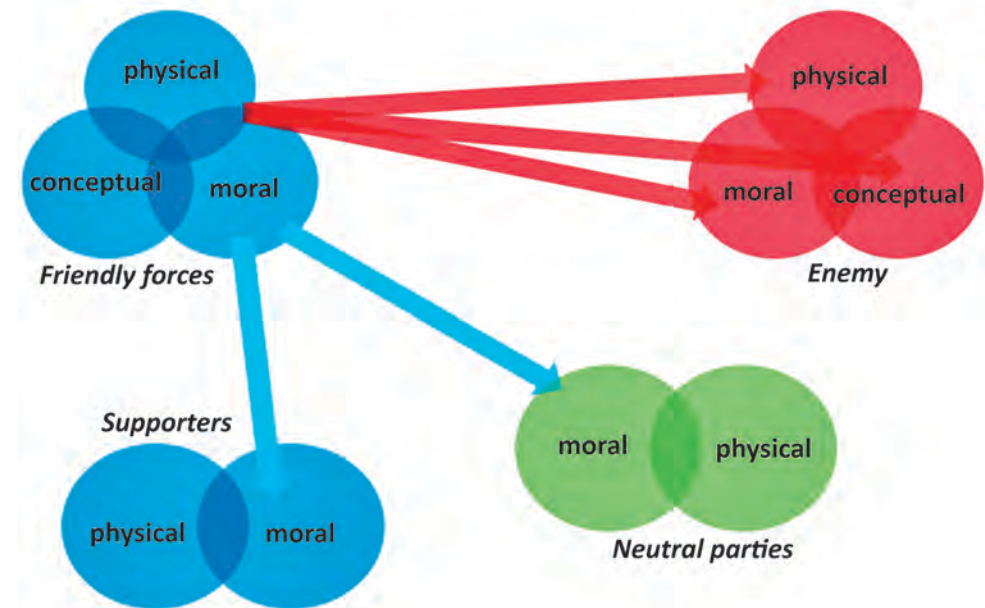 physical
conceptual
moral
Friendly forces
physical
moral
conceptual
Enemy
Supporters
physical
moral
moral
physical
Neutral parties